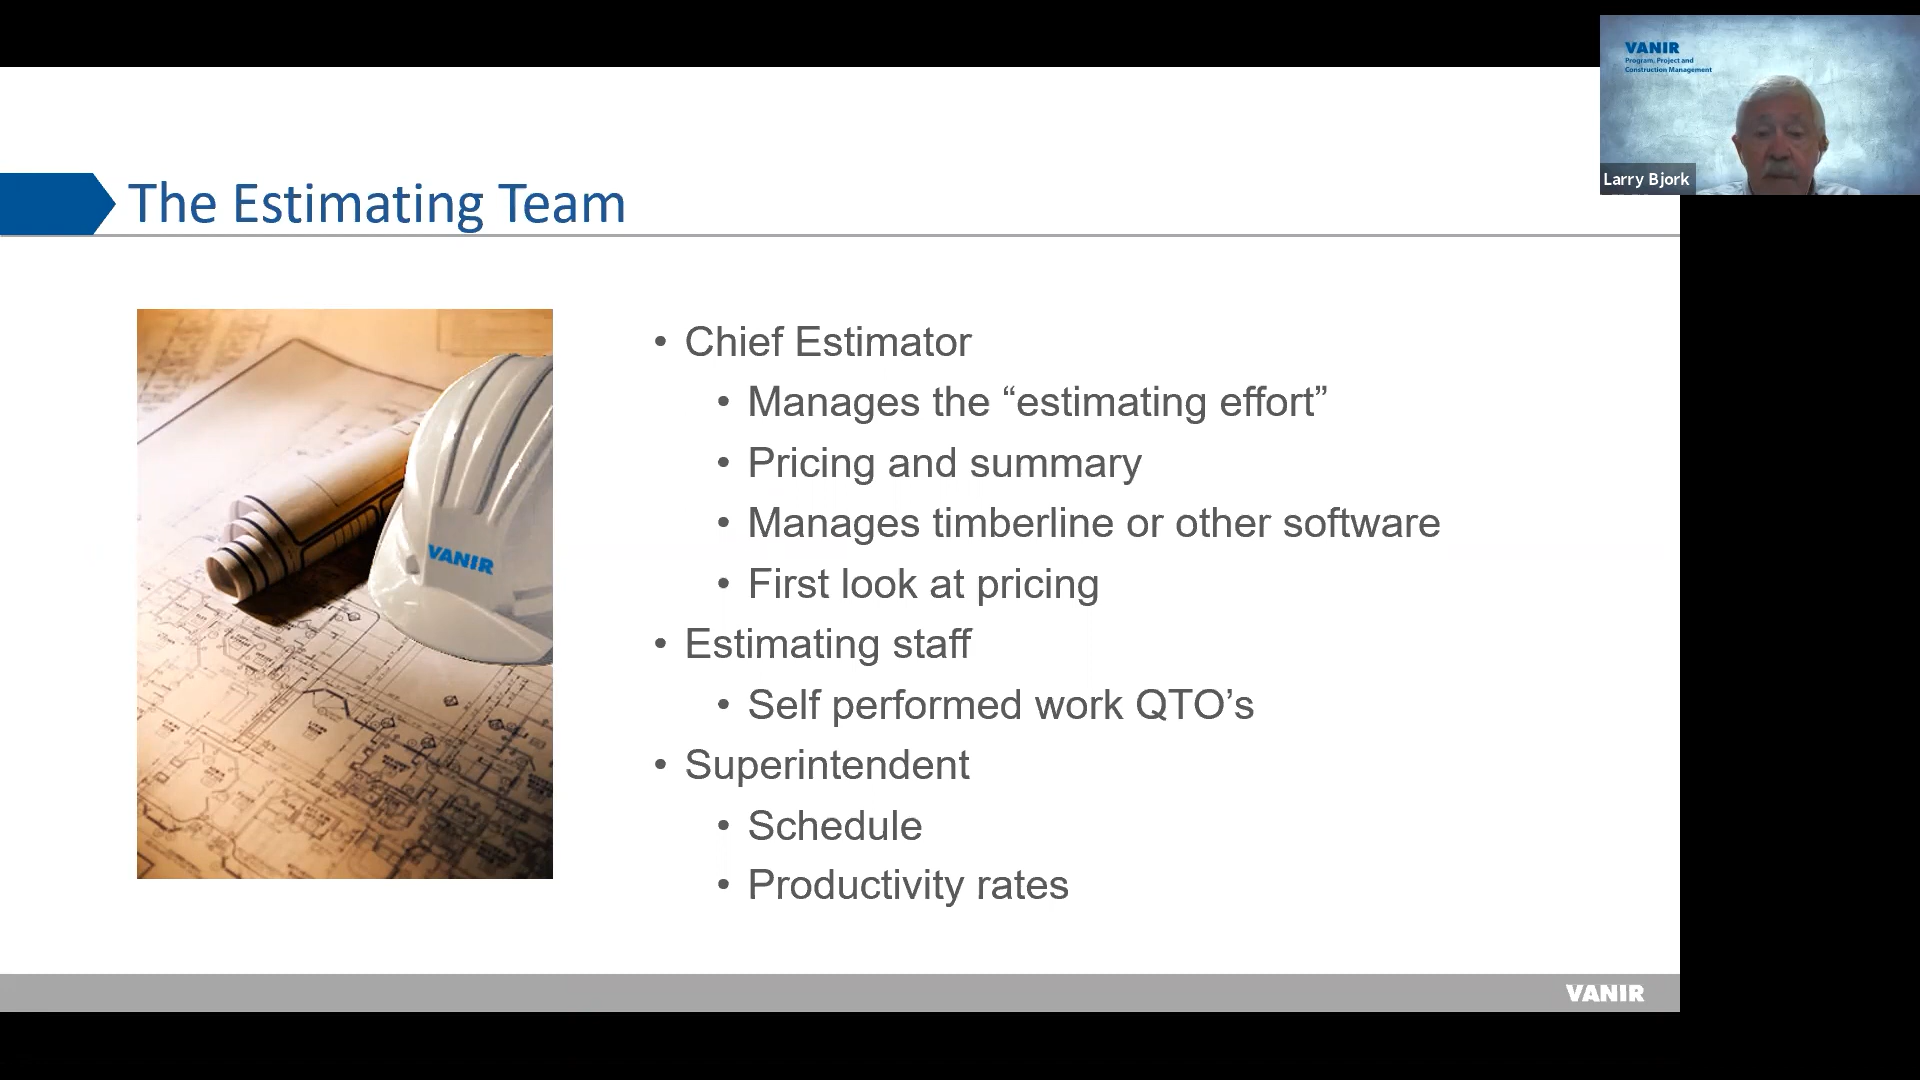 VANIR
Program, Project and
Construction Management
Larry Bjork
The Estimating Team
• Chief Estimator
• Manages the “estimating effort”
• Pricing and summary
• Manages timberline or other software
• First look at pricing
• Estimating staff
• Self performed work QTO’s
• Superintendent
• Schedule
• Productivity rates
VANIR
VANIR